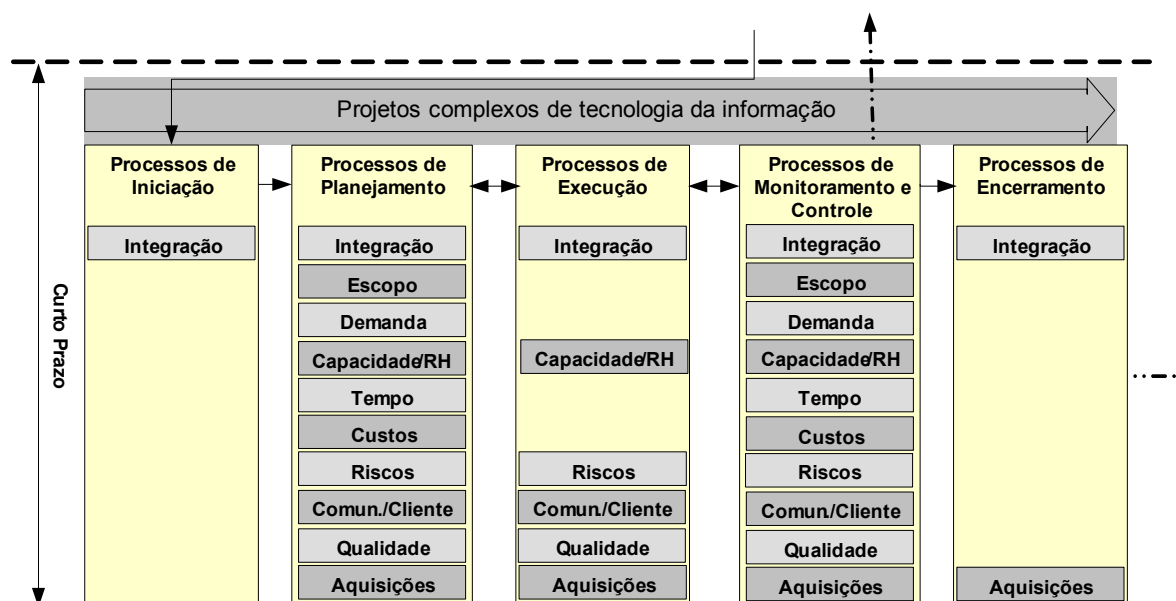 Projetos complexos de tecnologia da informação
Curto Prazo
Processos de
Iniciação
Integração
Processos de
Planejamento
Integração
Escopo
Demanda
Capacidade/RH
Tempo
Custos
Riscos
Comun./Cliente
Qualidade
Aquisições
Processos de
Execução
Integração
Capacidade/RH
Riscos
Comun./Cliente
Qualidade
Aquisições
Processos de
Monitoramento e
Controle
Integração
Escopo
Demanda
Capacidade/RH
Tempo
Custos
Riscos
Comun./Cliente
Qualidade
Aquisições
Processos de
Encerramento
Integração
Aquisições